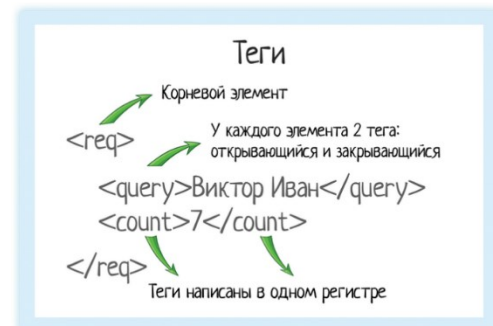 Теги
Корневой элемент
<req>
У каждого элемента 2 тега:
открывающийся и закрывающийся
<query>Виктор Иван</query>
<count>7</count>
</req>
Теги написаны в одном регистре